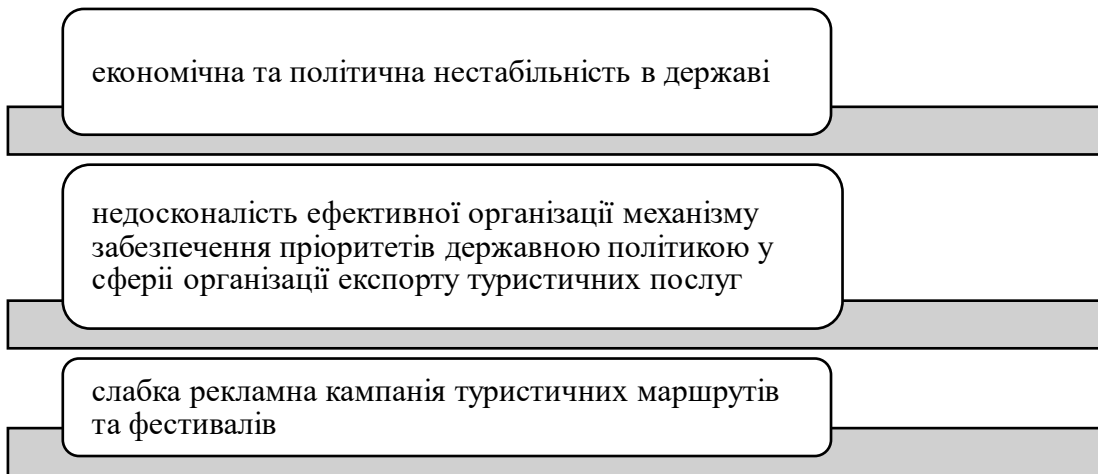 економічна та політична нестабільність в державі
недосконалість ефективної організації механізму
забезпечення пріоритетів державною політикою у
сферіі організації експорту туристичних послуг
слабка рекламна кампанія туристичних маршрутів
та фестивалів